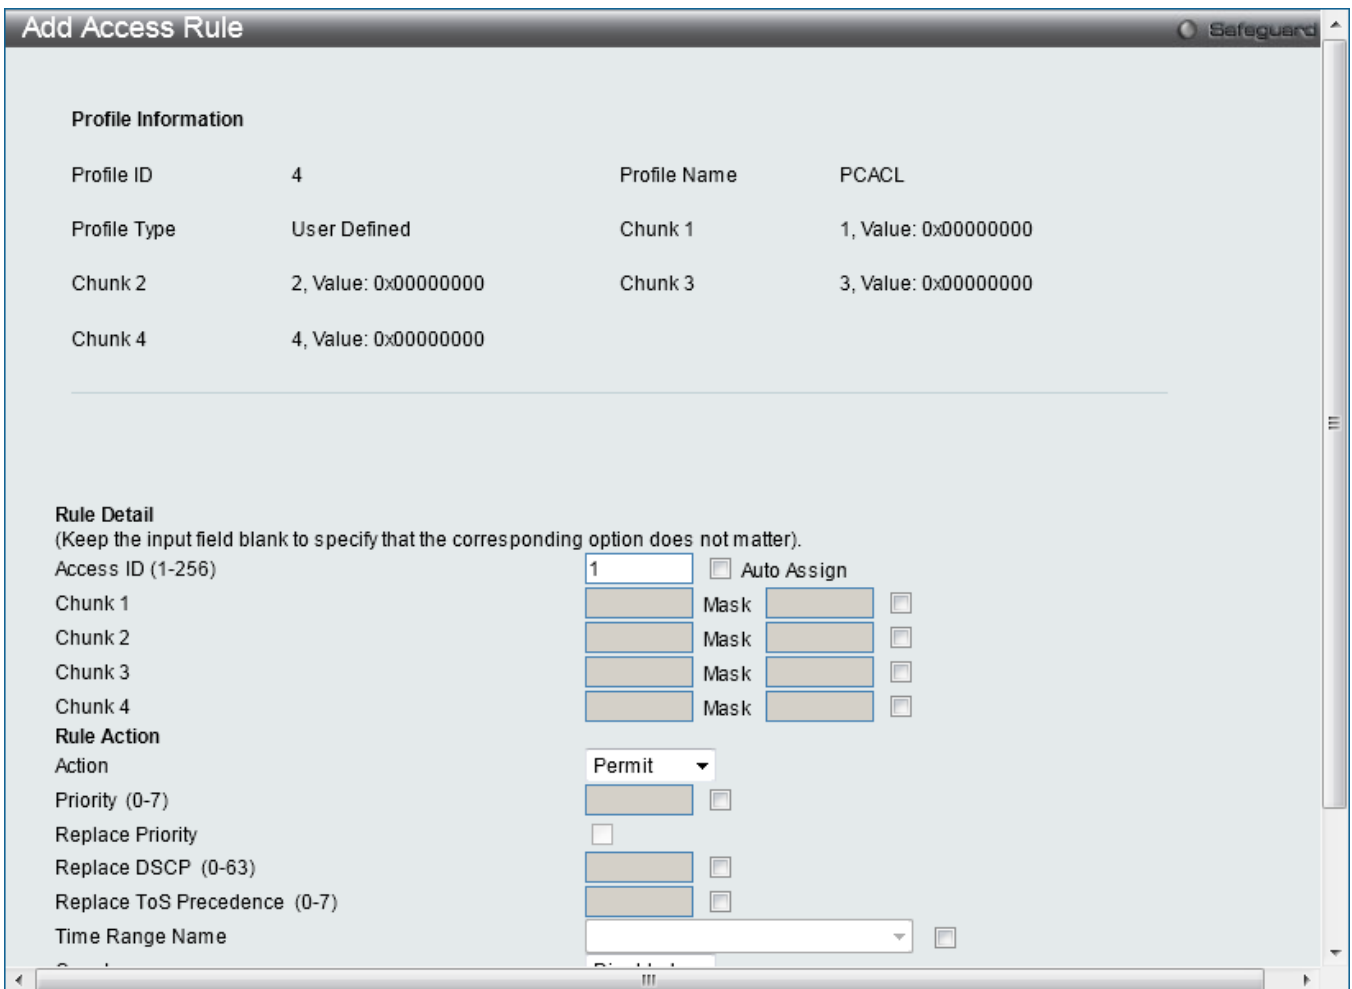 Add Access Rule Safeguard
Profile Information
Profile ID 4 Profile Name PCACL
Profile Type User Defined Chunk 1 1, Value: 0x00000000
Chunk 2 2, Value: 0x00000000 Chunk 3 3, Value: 0x00000000
Chunk 4 4, Value: 0x00000000
Rule Detail
(Keep the input field blank to specify that the corresponding option does not matter).
Access ID (1-256) 1 Auto Assign
Chunk 1 Mask
Chunk 2 Mask
Chunk 3 Mask
Chunk 4 Mask
Rule Action
Action Permit
Priority (0-7)
Replace Priority
Replace DSCP (0-63)
Replace ToS Precedence (0-7)
Time Range Name